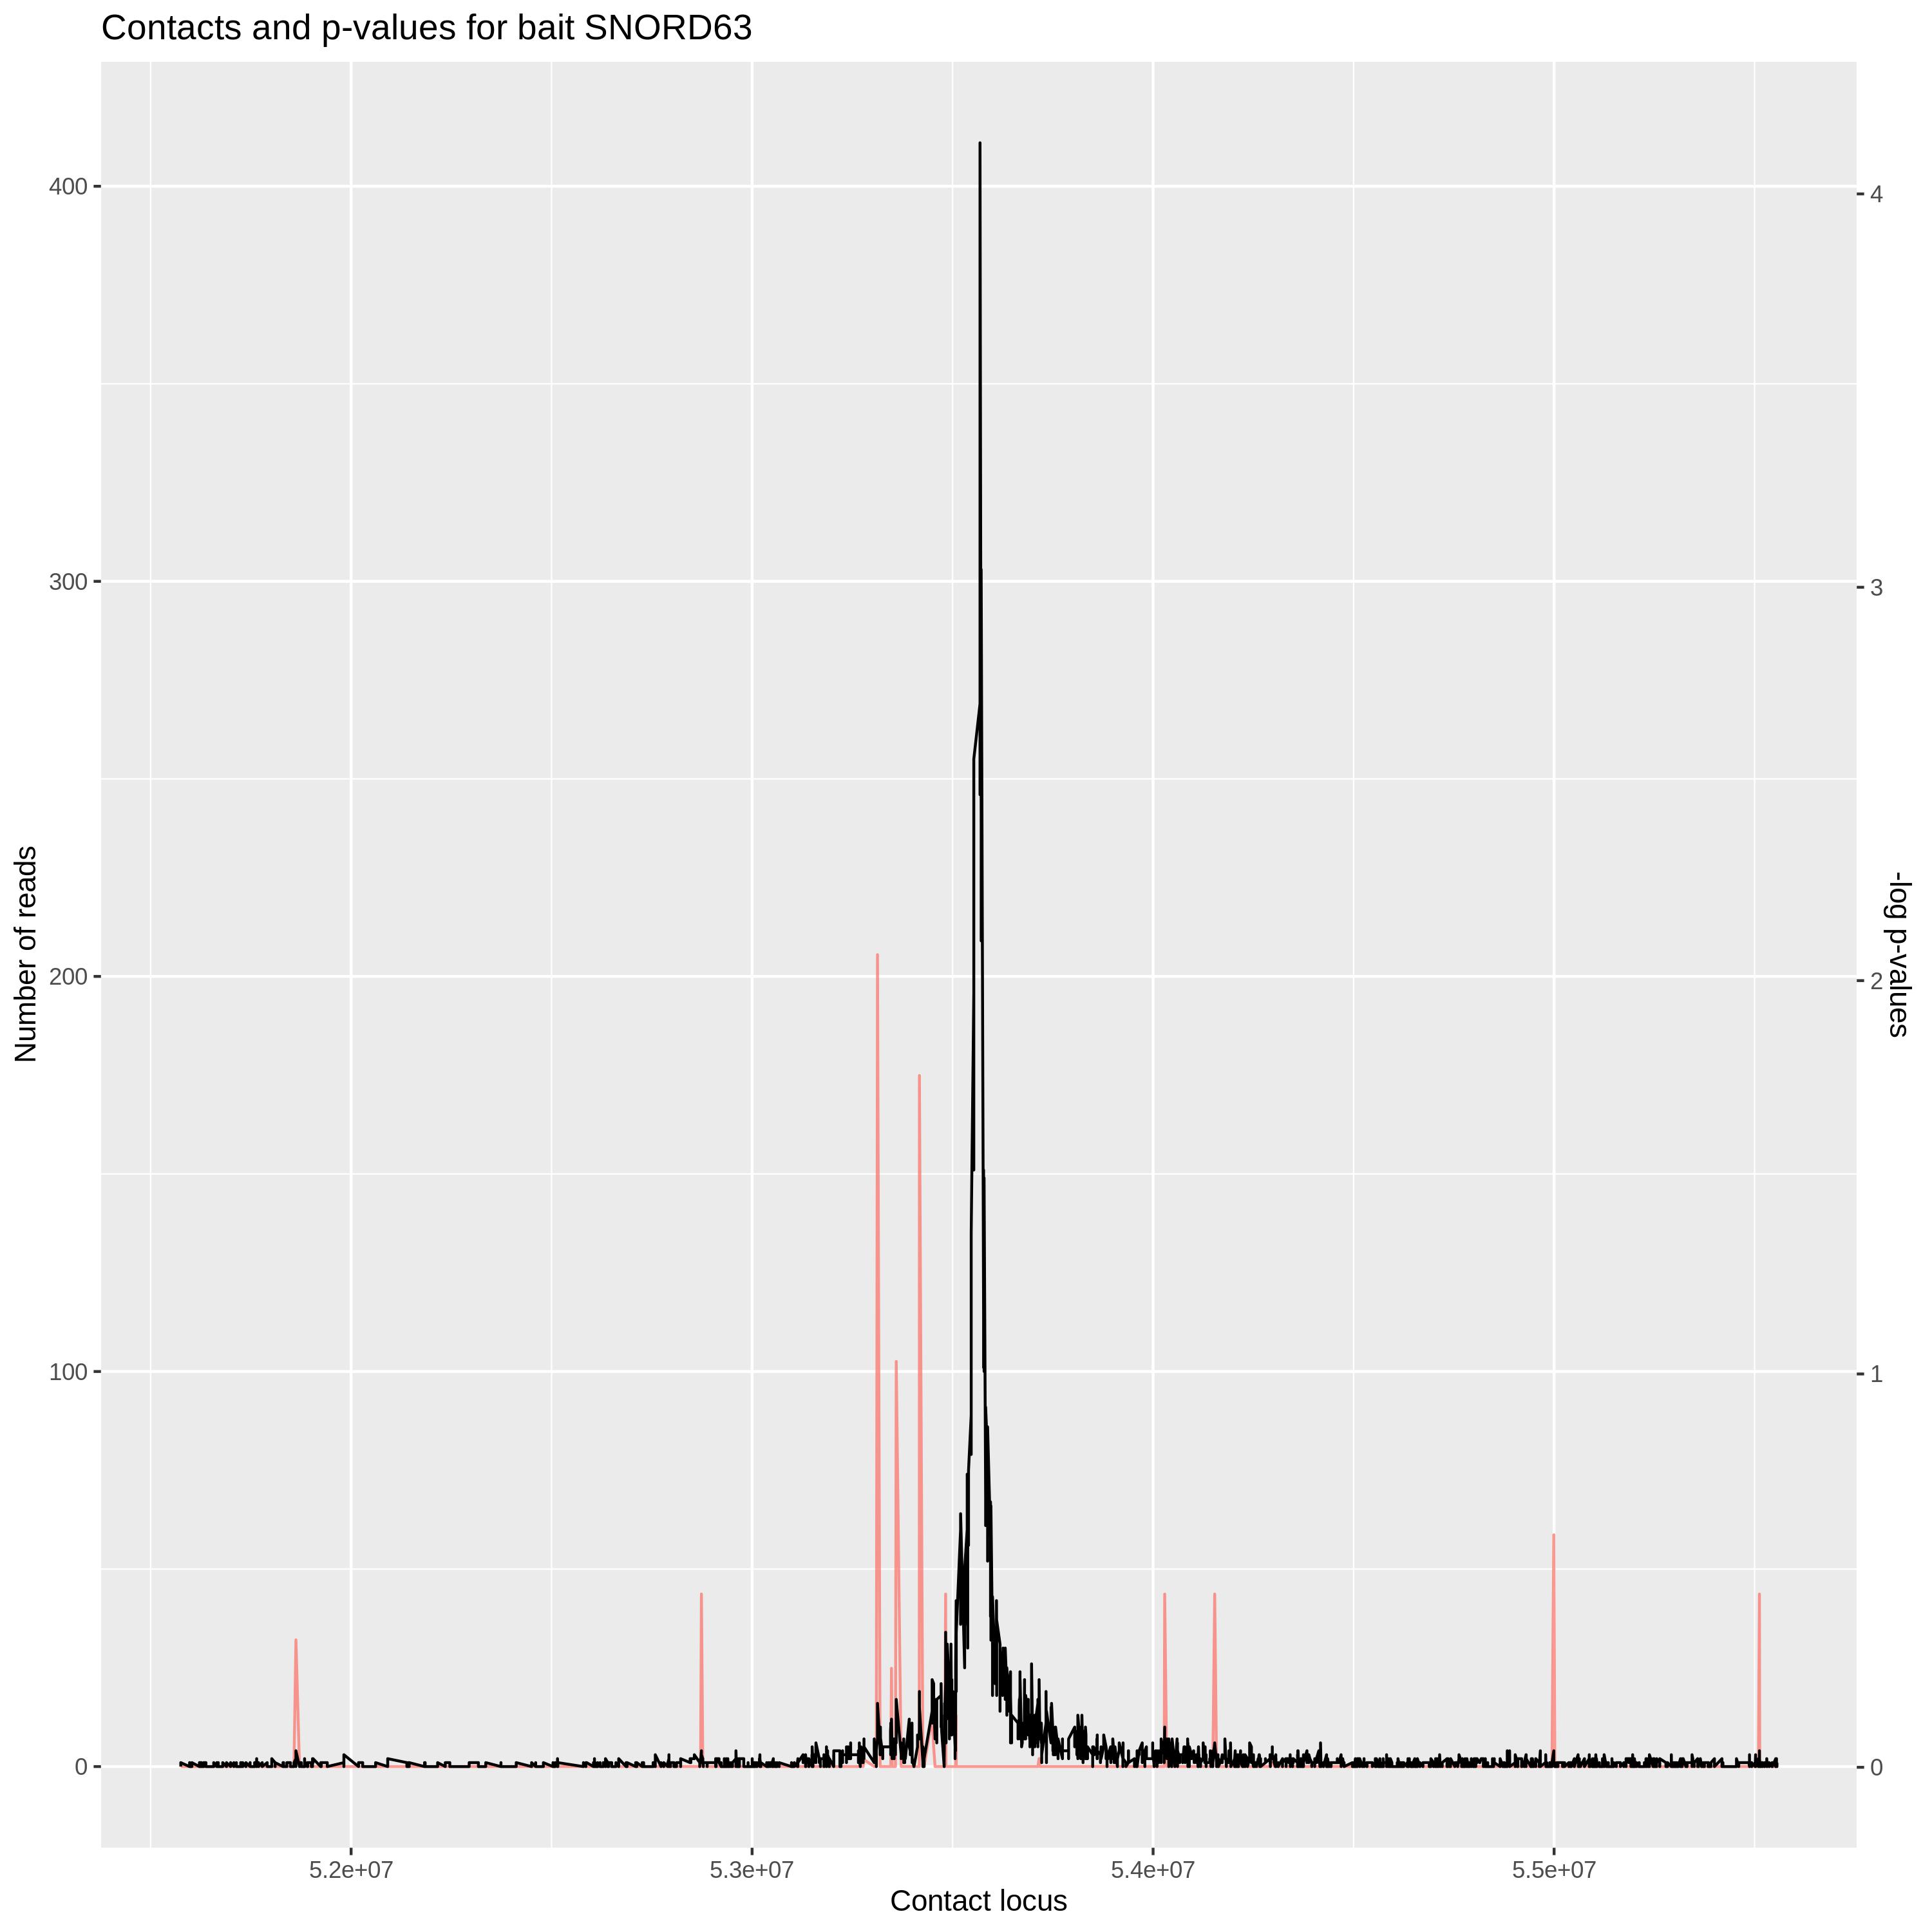 Contacts and p-values for bait SNORD63
400
300
200
100
0
4
3
2
1
0
Number of reads
-log p-values
5.2e+07 5.3e+07 5.4e+07 5.5e+07
Contact locus